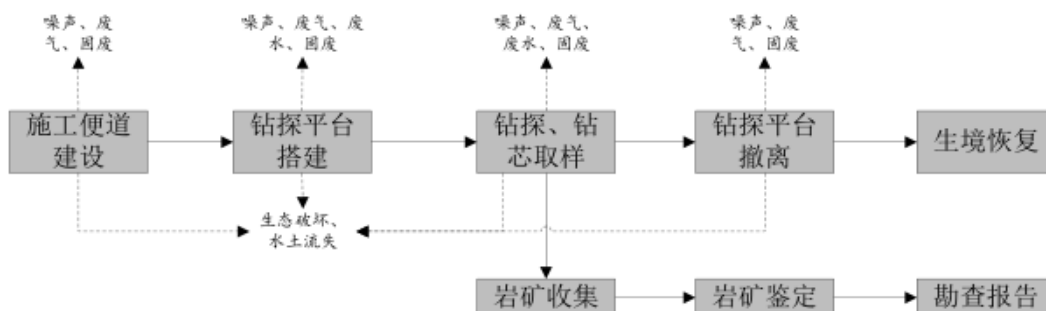 噪声、废
气、固废
噪声、废气、废
水、固废
噪声、废气、
废水、固废
噪声、废
气、固废
施工便道
建设
钻探平台
搭建
钻探、钻
芯取样
钻探平台
撤离
生境恢复
生态破坏、
水土流失
岩矿收集
岩矿鉴定
勘查报告